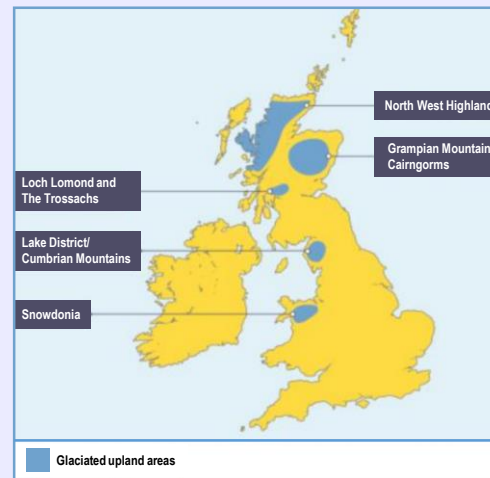 North West Highland
Grampian Mountain
Cairngorms
Loch Lomond and
The Trossachs
Lake District/
Cumbrian Mountains
Snowdonia
Glaciated upland areas